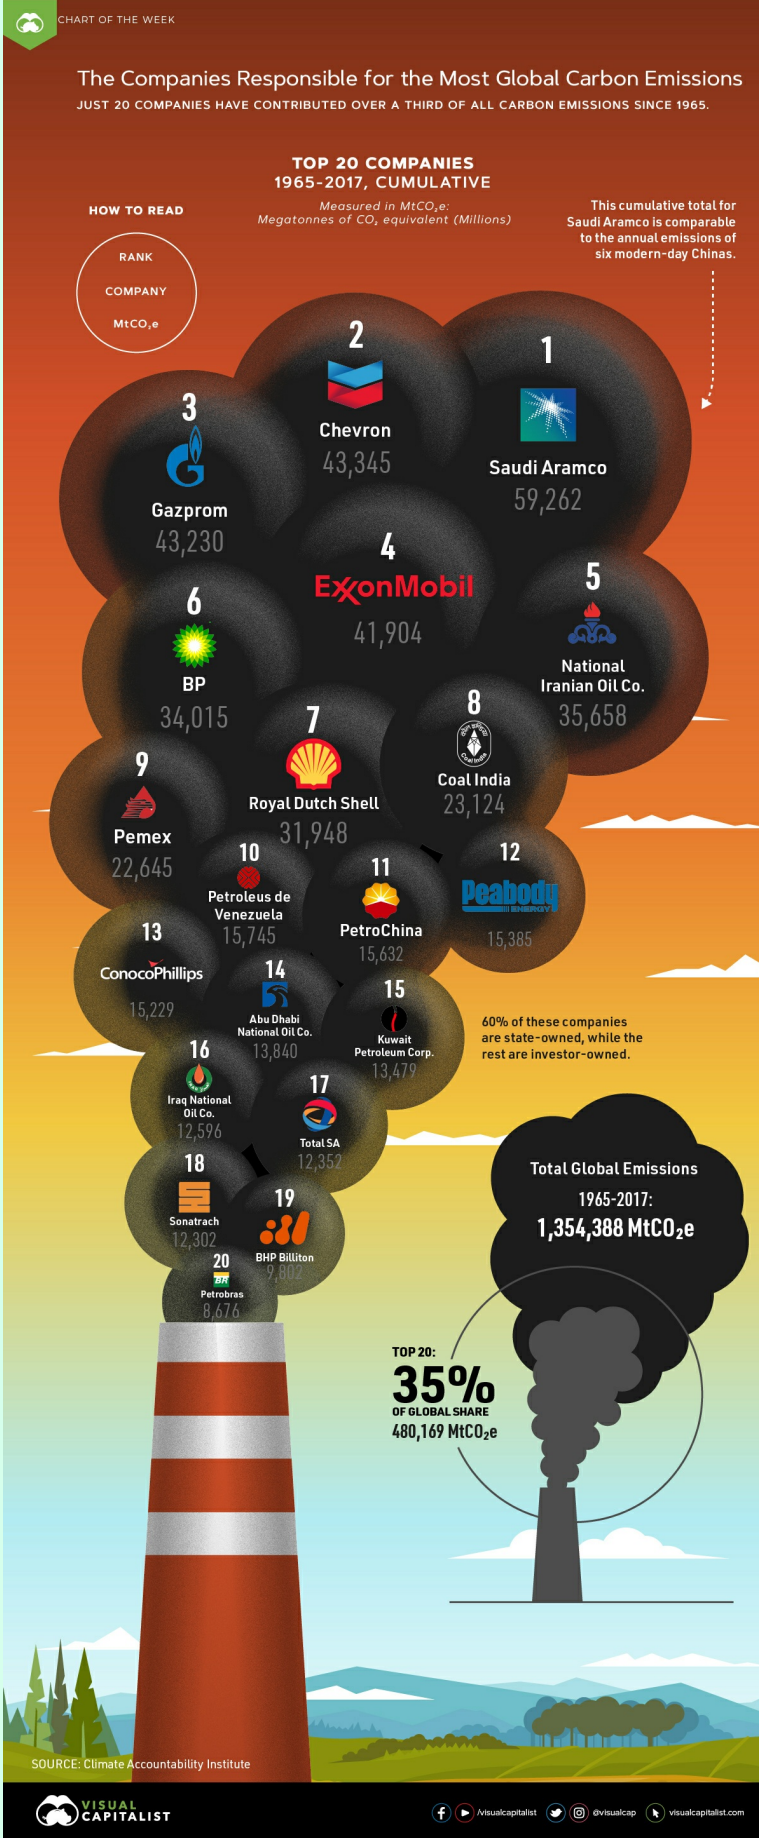 CHART OF THE WEEK
The Companies Responsible for the Most Global Carbon Emissions
JUST 20 COMPANIES HAVE CONTRIBUTED OVER A THIRD OF ALL CARBON EMISSIONS SINCE 1965.
TOP 20 COMPANIES
1965-2017, CUMULATIVE
Measured in MtCO₂e:
Megatonnes of CO₂ equivalent (Millions)
HOW TO READ
RANK
COMPANY
MtCO₂e
This cumulative total for
Saudi Aramco is comparable
to the annual emissions of
six modern-day Chinas.
1
Saudi Aramco
59,262
2
Chevron
43,345
3
Gazprom
43,230
4
ExxonMobil
41,904
5
National
Iranian Oil Co.
35,658
6
BP
34,015
7
Royal Dutch Shell
31,948
8
Coal India
Coal India
23,124
9
Pemex
22,645
10
Petroleus de
Venezuela
15,745
11
PetroChina
15,632
12
Peabody
ENERGY
15,385
13
ConocoPhillips
15,229
14
Abu Dhabi
National Oil Co.
13,840
15
Kuwait
Petroleum Corp.
13,479
16
Iraq National
Oil Co.
12,596
17
Total SA
12,352
18
Sonatrach
12,302
19
BHP Billiton
9,802
20
BR
Petrobras
8,676
60% of these companies
are state-owned, while the
rest are investor-owned.
Total Global Emissions
1965-2017:
1,354,388 MtCO₂e
TOP 20:
35%
OF GLOBAL SHARE
480,169 MtCO₂e
SOURCE: Climate Accountability Institute
VISUAL
CAPITALIST
/visualcapitalist @visualcap visualcapitalist.com